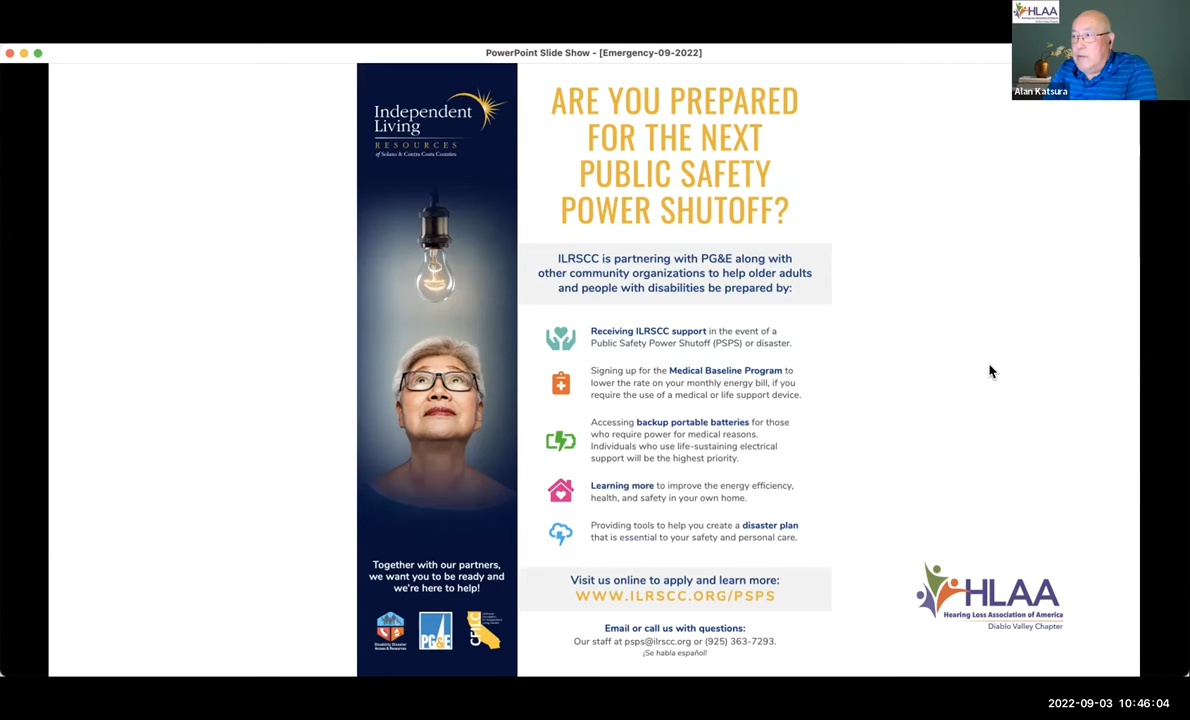 PowerPoint Slide Show - [Emergency-09-2022]
HLAA
Alan Katsura
Independent
Living
RESOURCES
of Solano & Contra Costa Counties
ARE YOU PREPARED
FOR THE NEXT
PUBLIC SAFETY
POWER SHUTOFF?
ILRSCC is partnering with PG&E along with
other community organizations to help older adults
and people with disabilities be prepared by:
Receiving ILRSCC support in the event of a
Public Safety Power Shutoff (PSPS) or disaster.
Signing up for the Medical Baseline Program to
lower the rate on your monthly energy bill, if you
require the use of a medical or life support device.
Accessing backup portable batteries for those
who require power for medical reasons.
Individuals who use life-sustaining electrical
support will be the highest priority.
Learning more to improve the energy efficiency,
health, and safety in your own home.
Providing tools to help you create a disaster plan
that is essential to your safety and personal care.
Together with our partners,
we want you to be ready and
we're here to help!
Disability Disaster
Access & Resources
PG&E
CFILC
Visit us online to apply and learn more:
WWW.ILRSCC.ORG/PSPS
Email or call us with questions:
Our staff at psps@ilrscc.org or (925) 363-7293.
¡Se habla español!
HLAA
Hearing Loss Association of America
Diablo Valley Chapter
2022-09-03 10:46:04